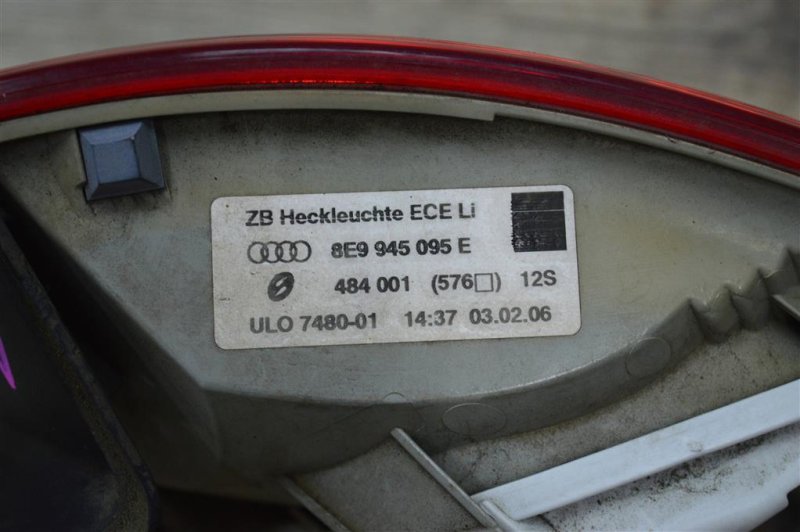 ZB Heckleuchte ECE Li
8E9 945 095 E
484 001 (576□) 12S
ULO 7480-01 14:37 03.02.06